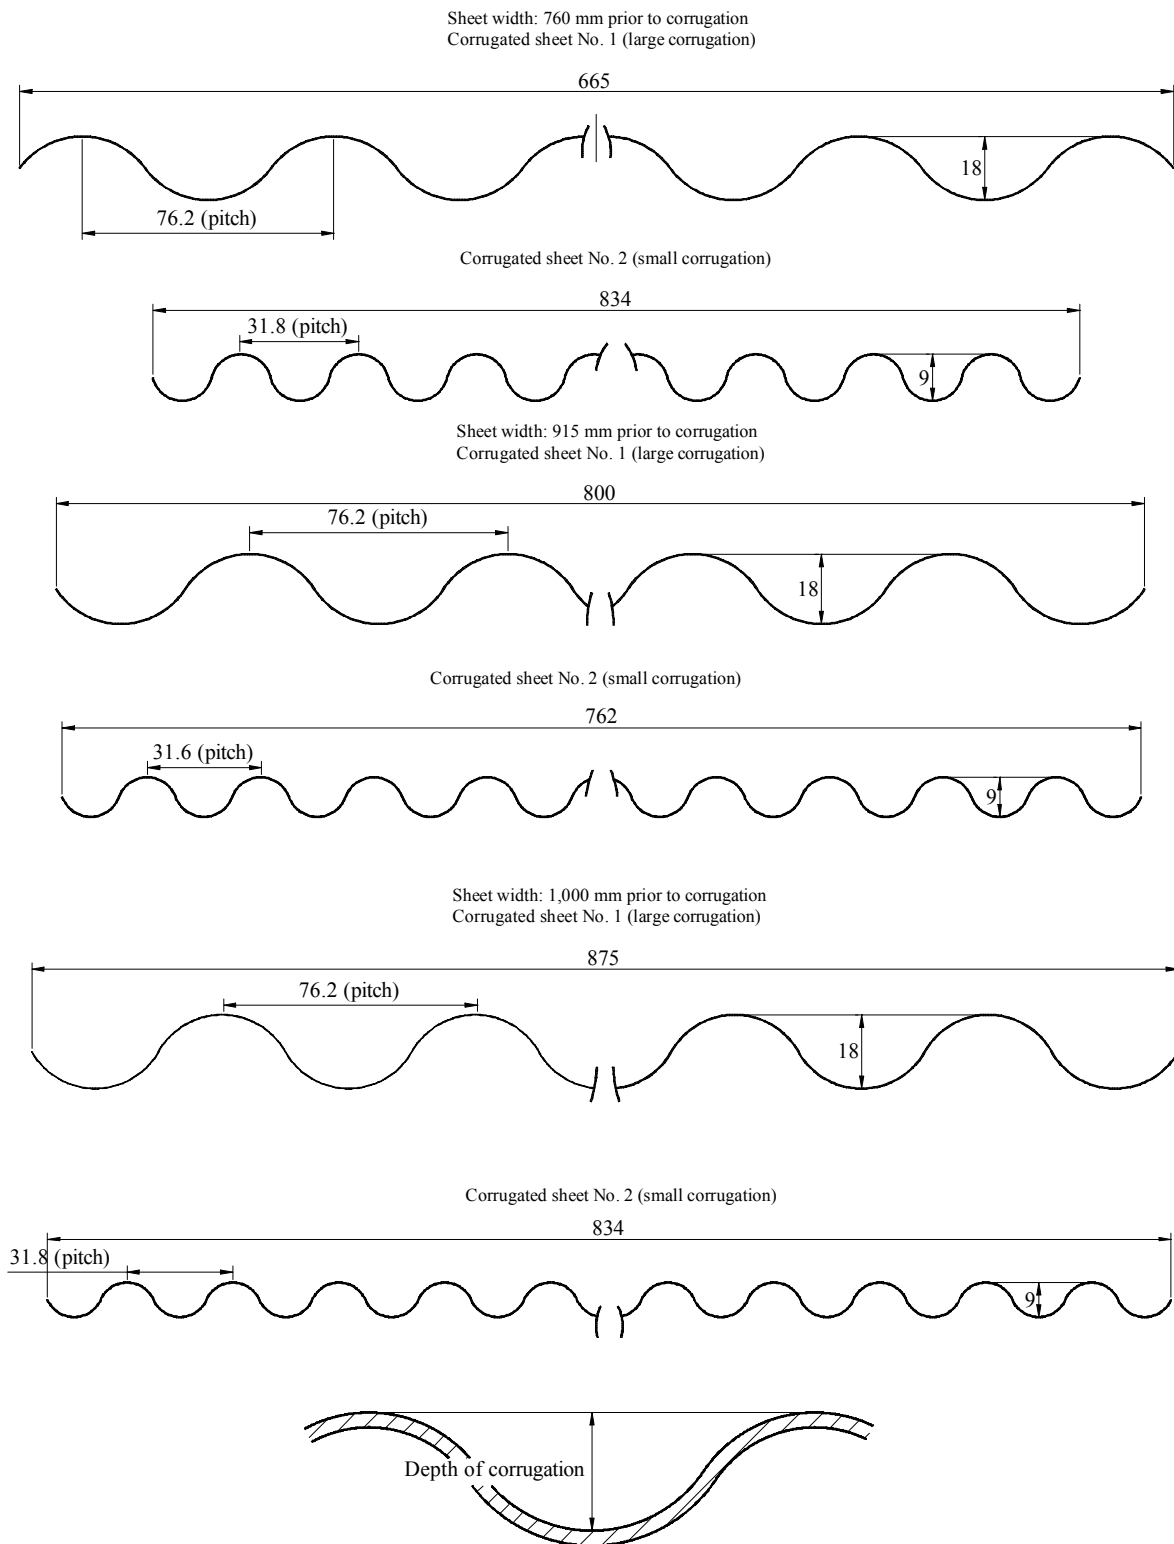 Sheet width: 760 mm prior to corrugation
Corrugated sheet No. 1 (large corrugation)
665
18
76.2 (pitch)
Corrugated sheet No. 2 (small corrugation)
834
31.8 (pitch)
9
Sheet width: 915 mm prior to corrugation
Corrugated sheet No. 1 (large corrugation)
800
76.2 (pitch)
18
Corrugated sheet No. 2 (small corrugation)
762
31.6 (pitch)
9
Sheet width: 1,000 mm prior to corrugation
Corrugated sheet No. 1 (large corrugation)
875
76.2 (pitch)
18
Corrugated sheet No. 2 (small corrugation)
834
31.8 (pitch)
9
Depth of corrugation